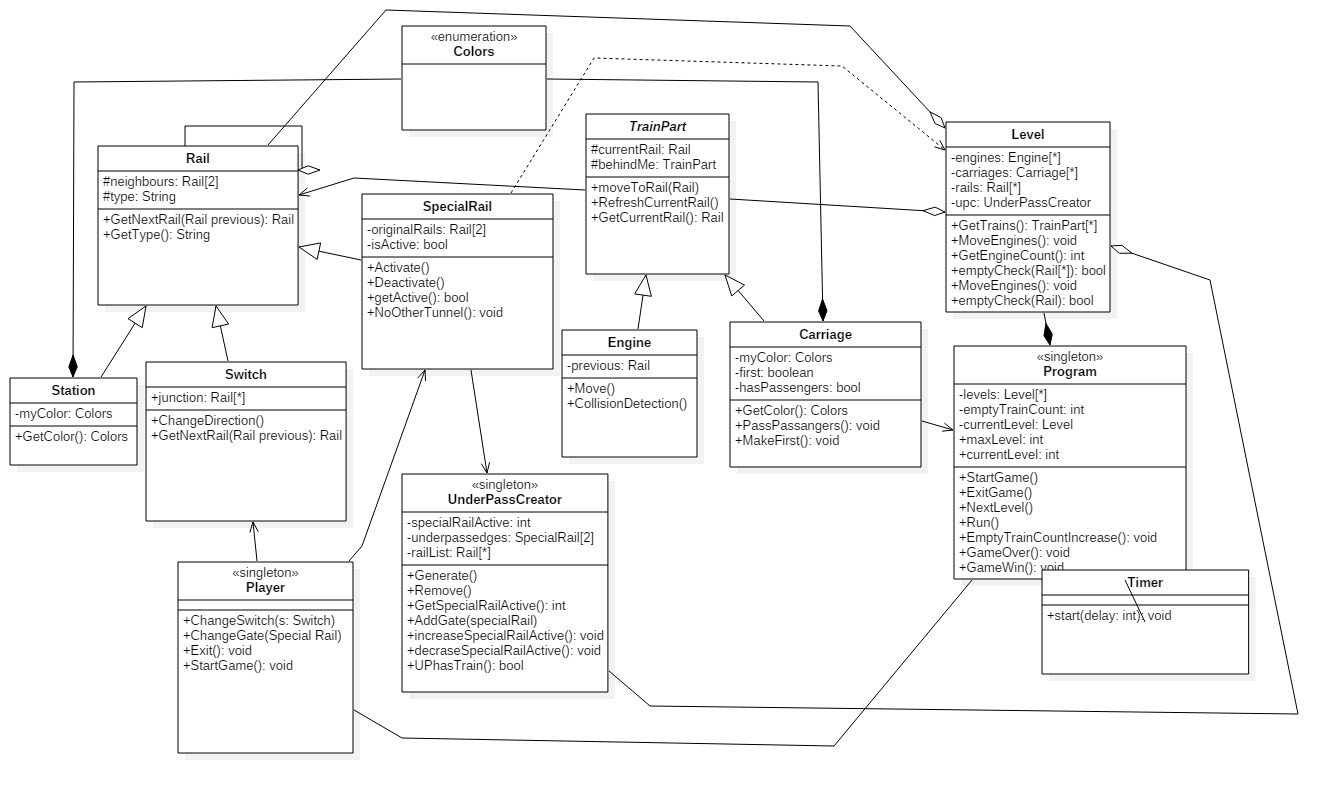 «enumeration»
Colors
Rail
#neighbours: Rail[2]
#type: String
+GetNextRail(Rail previous): Rail
+GetType(): String
SpecialRail
-originalRails: Rail[2]
-isActive: bool
+Activate()
+Deactivate()
+getActive(): bool
+NoOtherTunnel(): void
TrainPart
#currentRail: Rail
#behindMe: TrainPart
+moveToRail(Rail)
+RefreshCurrentRail()
+GetCurrentRail(): Rail
Level
-engines: Engine[*]
-carriages: Carriage[*]
-rails: Rail[*]
-upc: UnderPassCreator
+GetTrains(): TrainPart[*]
+MoveEngines(): void
+GetEngineCount(): int
+emptyCheck(Rail[*]): bool
+MoveEngines(): void
+emptyCheck(Rail): bool
Station
-myColor: Colors
+GetColor(): Colors
Switch
+junction: Rail[*]
+ChangeDirection()
+GetNextRail(Rail previous): Rail
Engine
-previous: Rail
+Move()
+CollisionDetection()
Carriage
-myColor: Colors
-first: boolean
-hasPassengers: bool
+GetColor(): Colors
+PassPassangers(): void
+MakeFirst(): void
«singleton»
Program
-levels: Level[*]
-emptyTrainCount: int
-currentLevel: Level
+maxLevel: int
+currentLevel: int
+StartGame()
+ExitGame()
+NextLevel()
+Run()
+EmptyTrainCountIncrease(): void
+GameOver(): void
+GameWin(): void
«singleton»
UnderPassCreator
-specialRailActive: int
-underpassedges: SpecialRail[2]
-railList: Rail[*]
+Generate()
+Remove()
+GetSpecialRailActive(): int
+AddGate(specialRail)
+increaseSpecialRailActive(): void
+decraseSpecialRailActive(): void
+UPhasTrain(): bool
«singleton»
Player
+ChangeSwitch(s: Switch)
+ChangeGate(Special Rail)
+Exit(): void
+StartGame(): void
Timer
+start(delay: int): void